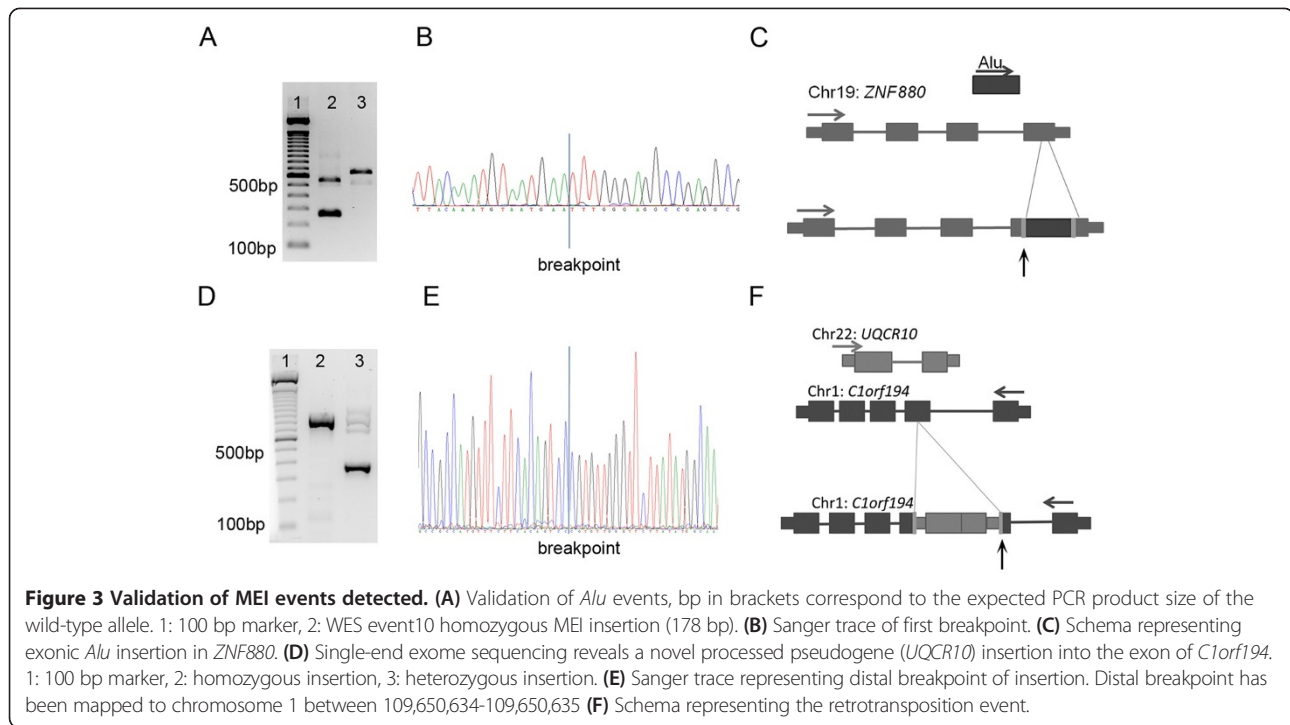 A
B
C
1 2 3
500bp
100bp
T T A C A A A T G T A A T G A A T T T G G G A G G C C G A G G C G
breakpoint
Alu
Chr19: ZNF880
D
E
F
1 2 3
500bp
100bp
breakpoint
Chr22: UQCR10
Chr1: C1orf194
Chr1: C1orf194
Figure 3 Validation of MEI events detected. (A) Validation of Alu events, bp in brackets correspond to the expected PCR product size of the
wild-type allele. 1: 100 bp marker, 2: WES event10 homozygous MEI insertion (178 bp). (B) Sanger trace of first breakpoint. (C) Schema representing
exonic Alu insertion in ZNF880. (D) Single-end exome sequencing reveals a novel processed pseudogene (UQCR10) insertion into the exon of C1orf194.
1: 100 bp marker, 2: homozygous insertion, 3: heterozygous insertion. (E) Sanger trace representing distal breakpoint of insertion. Distal breakpoint has
been mapped to chromosome 1 between 109,650,634-109,650,635 (F) Schema representing the retrotransposition event.